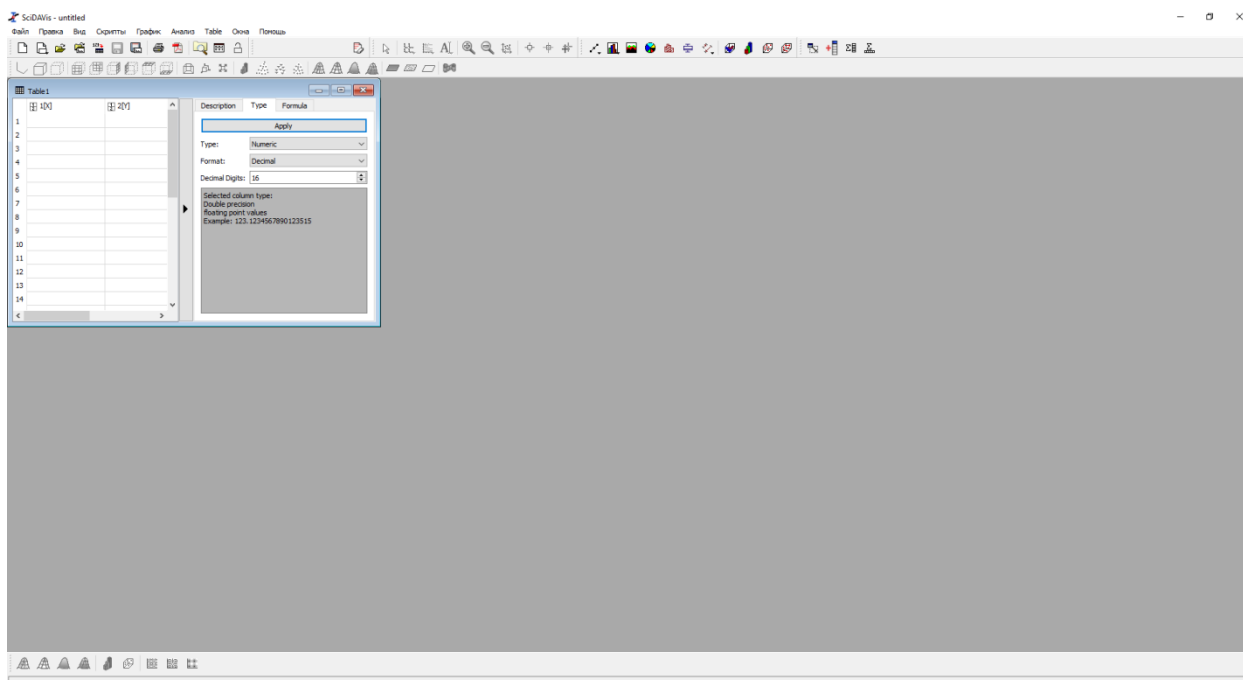 SciDAVis - untitled
Файл Правка Вид Скрипты График Анализ Table Окна Помощь
Table1
1[X] 2[Y]
1
2
3
4
5
6
7
8
9
10
11
12
13
14
Description Type Formula
Apply
Type: Numeric
Format: Decimal
Decimal Digits: 16
Selected column type:
Double precision
floating point values
Example: 123.1234567890123515